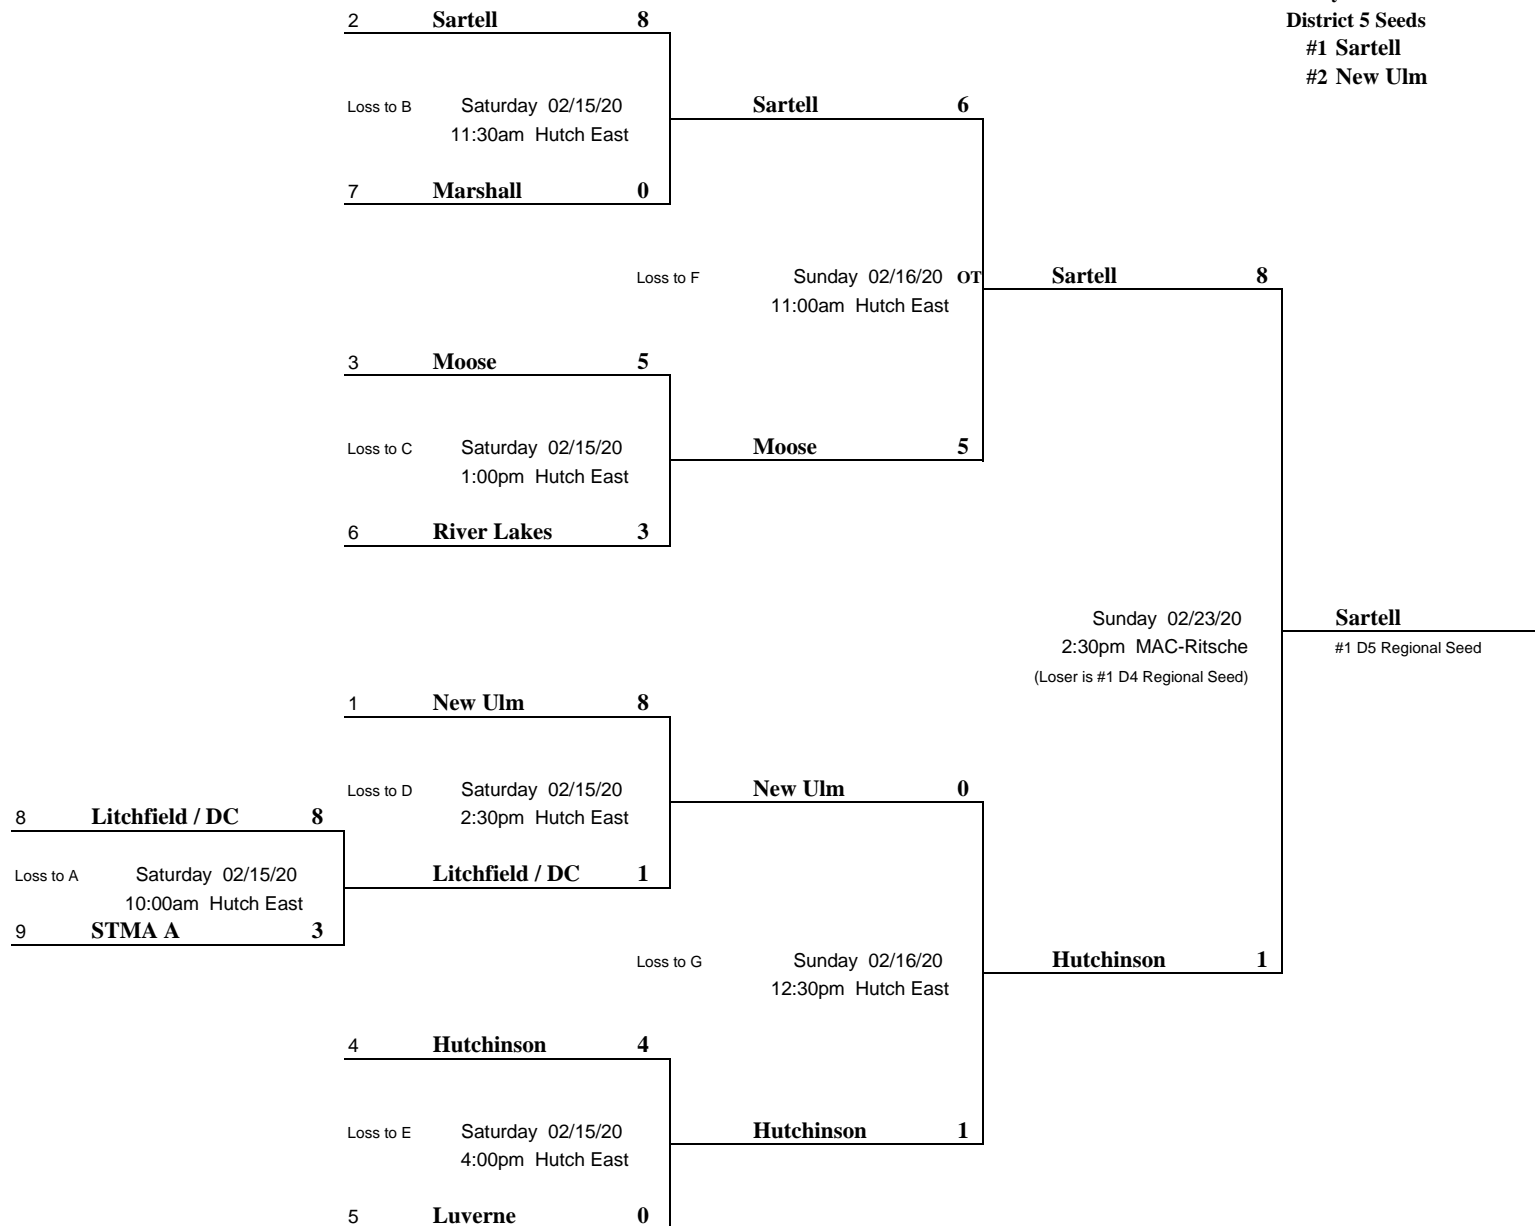 District 5 Seeds
#1 Sartell
#2 New Ulm
2 Sartell 8
Loss to B Saturday 02/15/20
11:30am Hutch East
7 Marshall 0
Sartell 6
Loss to F Sunday 02/16/20 OT
11:00am Hutch East
Sartell 8
3 Moose 5
Loss to C Saturday 02/15/20
1:00pm Hutch East
Moose 5
6 River Lakes 3
Sunday 02/23/20
2:30pm MAC-Ritsche
(Loser is #1 D4 Regional Seed)
Sartell
#1 D5 Regional Seed
1 New Ulm 8
Loss to D Saturday 02/15/20
2:30pm Hutch East
New Ulm 0
8 Litchfield / DC 8
Loss to A Saturday 02/15/20
10:00am Hutch East
9 STMA A 3
Litchfield / DC 1
Loss to G Sunday 02/16/20
12:30pm Hutch East
Hutchinson 1
4 Hutchinson 4
Loss to E Saturday 02/15/20
4:00pm Hutch East
Hutchinson 1
5 Luverne 0